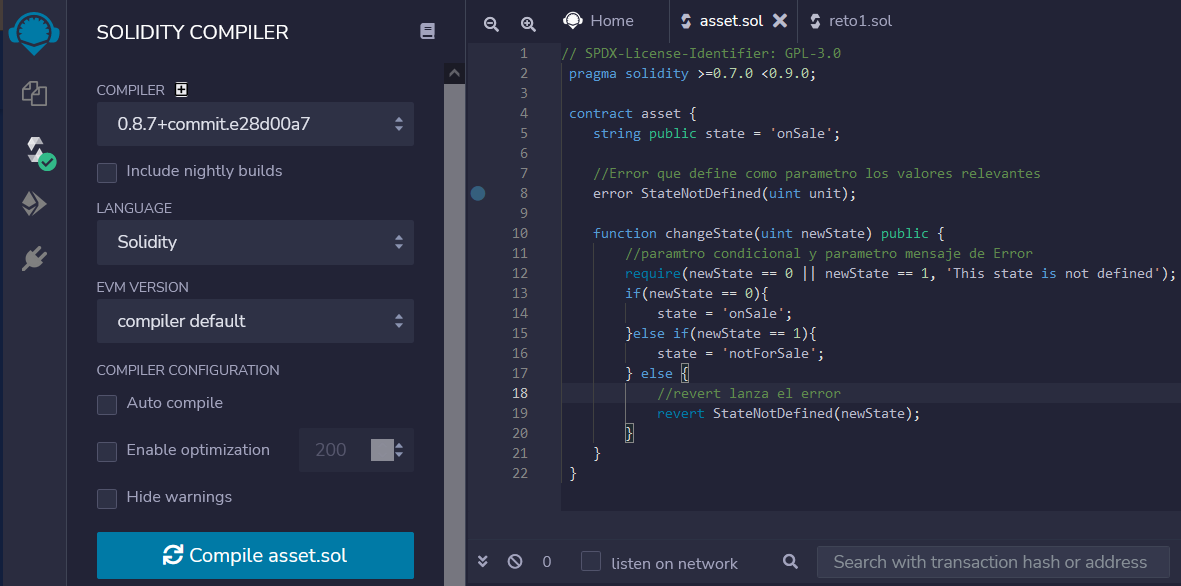 SOLIDITY COMPILER
COMPILER
0.8.7+commit.e28d00a7
Include nightly builds
LANGUAGE
Solidity
EVM VERSION
compiler default
COMPILER CONFIGURATION
Auto compile
Enable optimization 200
Hide warnings
Compile asset.sol
Home asset.sol reto1.sol
1 // SPDX-License-Identifier: GPL-3.0
2 pragma solidity >=0.7.0 <0.9.0;
3
4 contract asset {
5 string public state = 'onSale';
6
7 //Error que define como parametro los valores relevantes
8 error StateNotDefined(uint unit);
9
10 function changeState(uint newState) public {
11 //paramtro condicional y parametro mensaje de Error
12 require(newState == 0 || newState == 1, 'This state is not defined');
13 if(newState == 0){
14 state = 'onSale';
15 }else if(newState == 1){
16 state = 'notForSale';
17 } else {
18 //revert lanza el error
19 revert StateNotDefined(newState);
20 }
21 }
22 }
0 listen on network Search with transaction hash or address